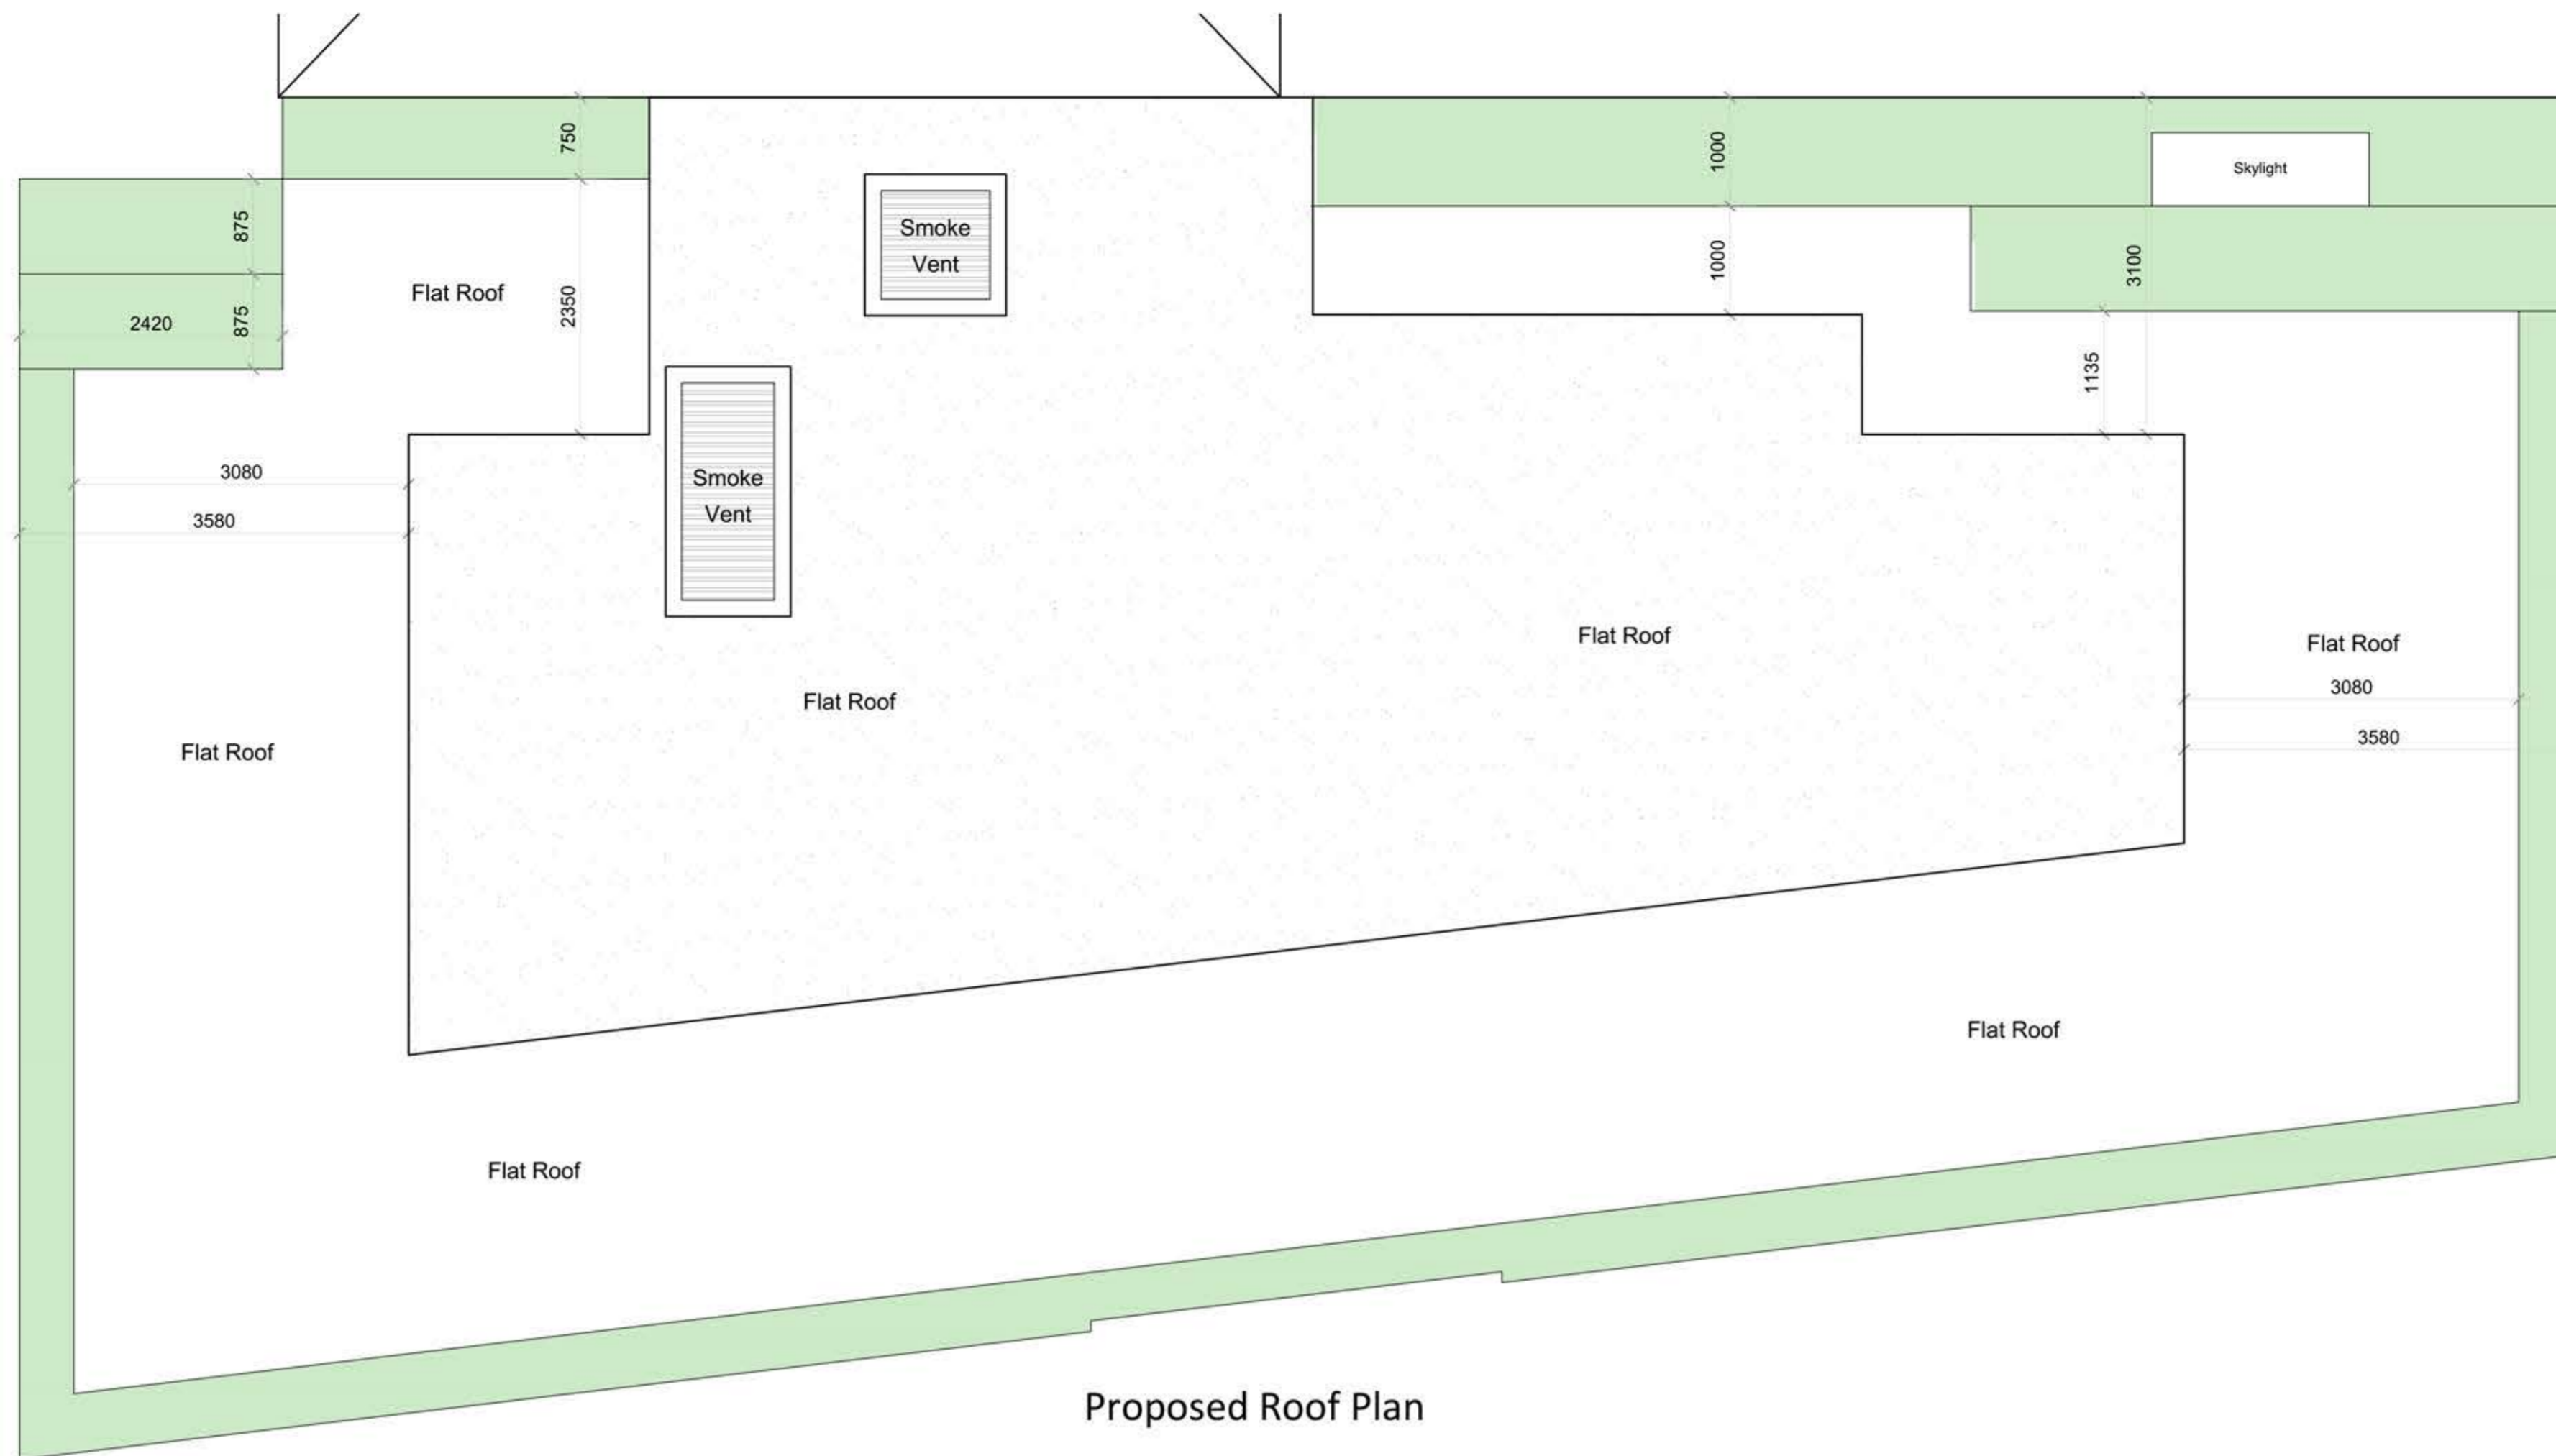 750
1000
Skylight
875
Smoke
Vent
1000
3100
Flat Roof
2350
875
2420
1135
3080
Smoke
Vent
3580
Flat Roof
Flat Roof
3080
Flat Roof
3580
Flat Roof
Flat Roof
Flat Roof
Proposed Roof Plan